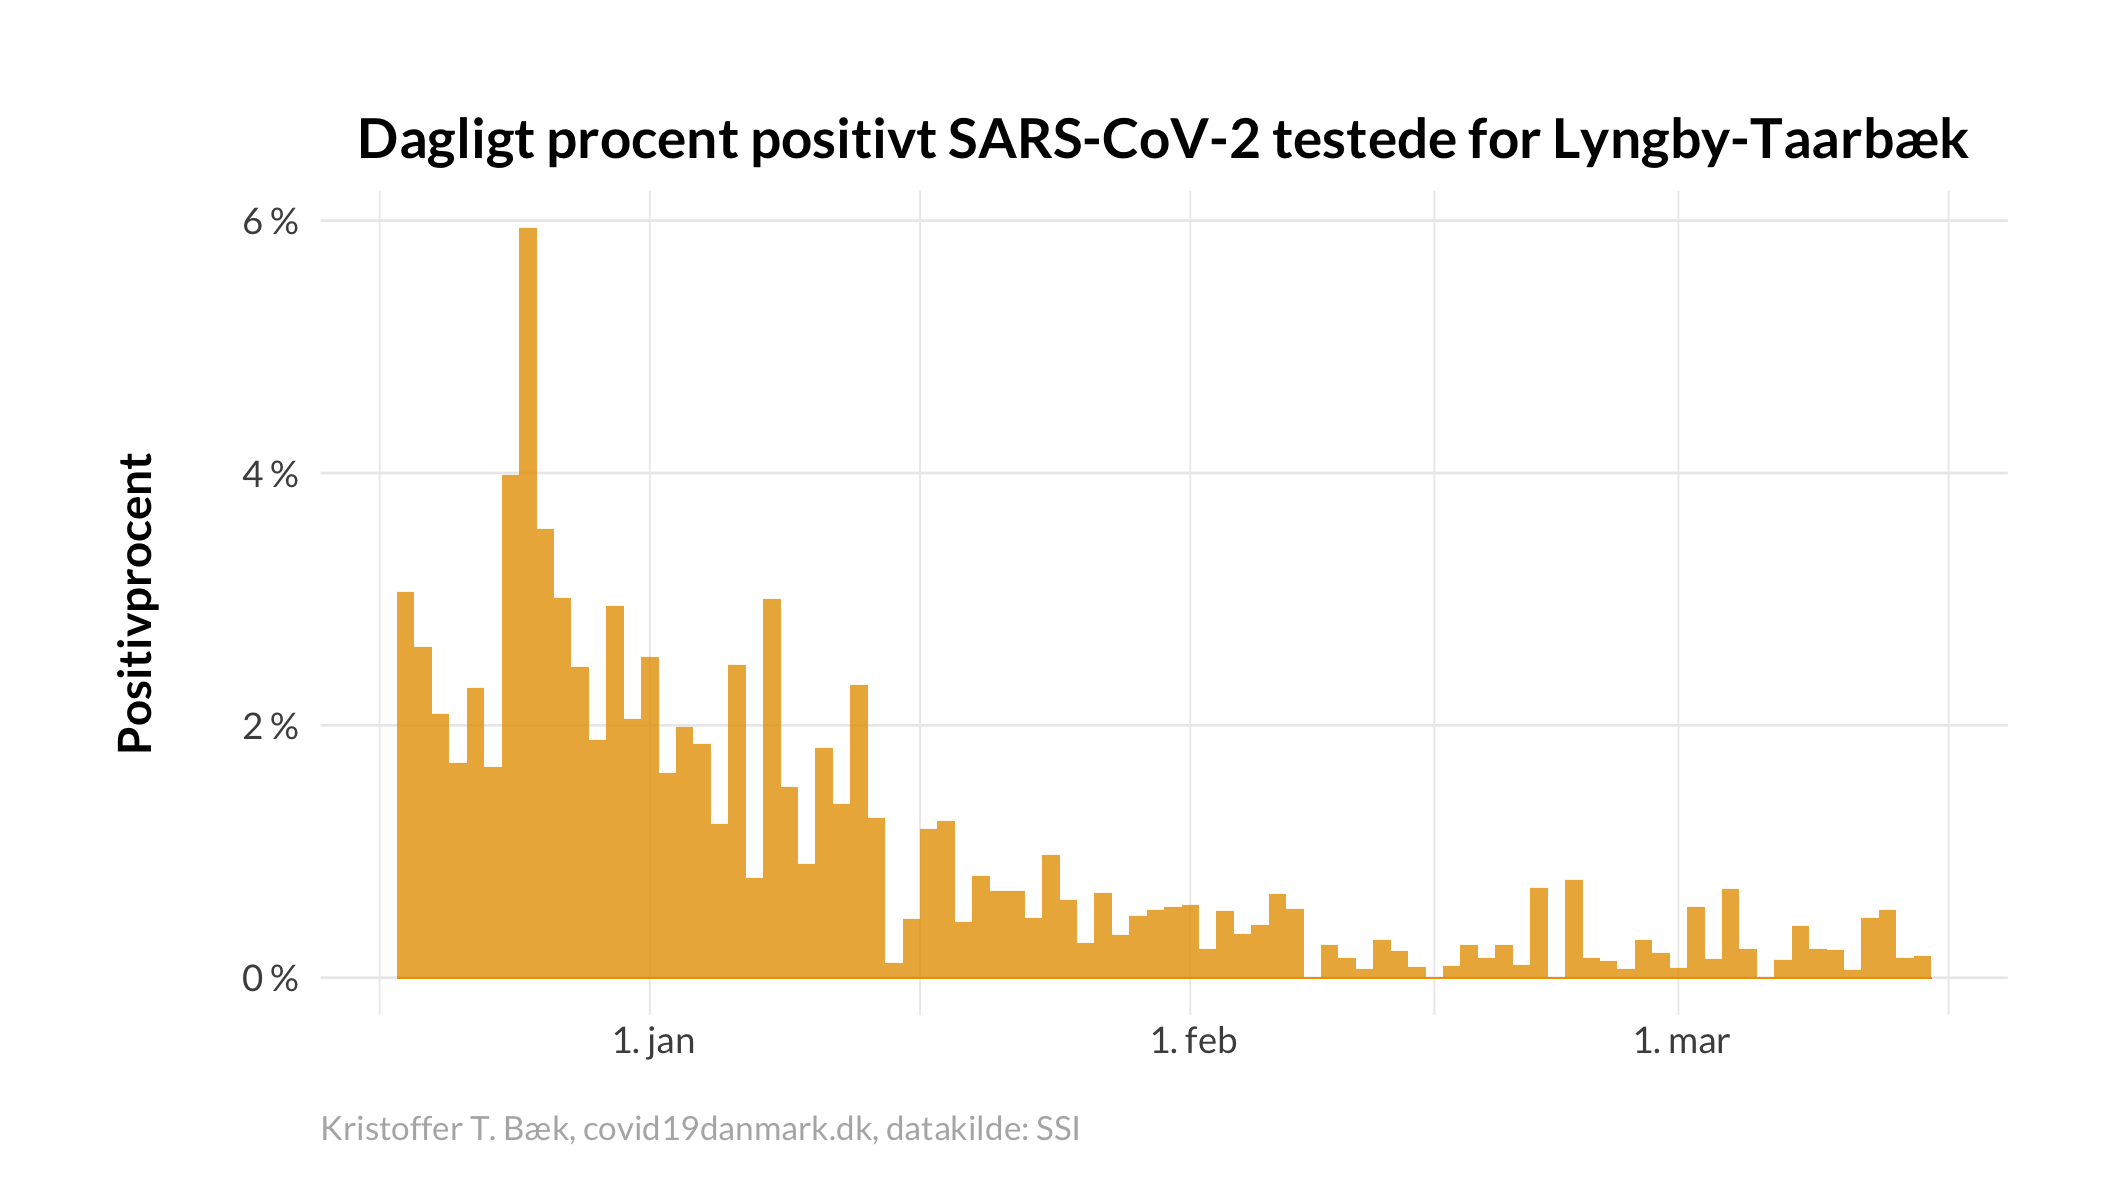 Dagligt procent positivt SARS-CoV-2 testede for Lyngby-Taarbæk
Positivprocent
6 %
4 %
2 %
0 %
1. jan
1. feb
1. mar
Kristoffer T. Bæk, covid19danmark.dk, datakilde: SSI